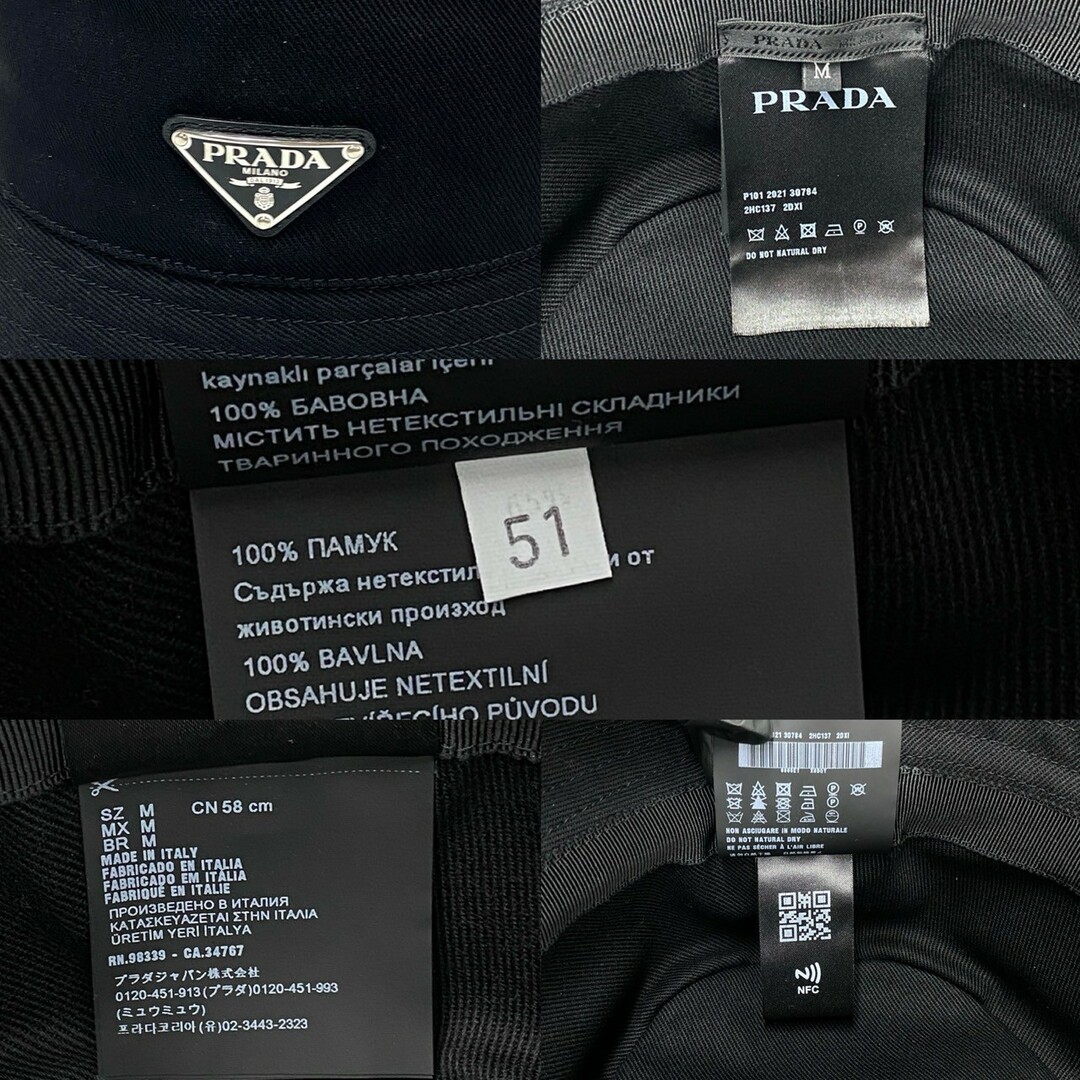 PRADA
MILANO
DAL 1913
PRADA
M
PRADA
P101 2021 30784
2HC137 2DXI
DO NOT NATURAL DRY
kaynaklı parçalar içerir
100% БАВОВНА
МІСТИТЬ НЕТЕКСТИЛЬНІ СКЛАДНИКИ
ТВАРИННОГО ПОХОДЖЕННЯ
51
100% ПАМУК
Съдържа нетекстил и от
животински произход
100% BAVLNA
OBSAHUJE NETEXTILNÍ
PŮVODU
SZ M CN 58 cm
MX M
BR M
MADE IN ITALY
FABRICADO EN ITALIA
FABRICADO EM ITÁLIA
FABRIQUÉ EN ITALIE
ПРОИЗВЕДЕНО В ИТАЛИЯ
ΚΑΤΑΣΚΕΥΑΖΕΤΑΙ ΣΤΗΝ ΙΤΑΛΙΑ
ÜRETİM YERİ İTALYA
RN.98339 - CA.34767
プラダジャパン株式会社
0120-451-913(プラダ)0120-451-993
(ミュウミュウ)
프라다코리아(유)02-3443-2323
21 30784 2HC137 2DXI
NON ASCIUGARE IN MODO NATURALE
DO NOT NATURAL DRY
NE PAS SÉCHER À L'AIR LIBRE
NFC